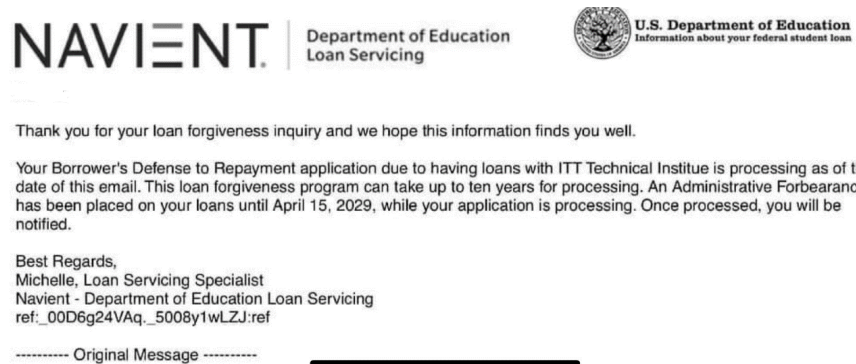 NAVIENT.
Department of Education
Loan Servicing
U.S. Department of Education
Information about your federal student loan
Thank you for your loan forgiveness inquiry and we hope this information finds you well.
Your Borrower's Defense to Repayment application due to having loans with ITT Technical Institue is processing as of
date of this email. This loan forgiveness program can take up to ten years for processing. An Administrative
has been placed on your loans until April 15, 2029, while your application is processing. Once processed, you will be
notified.
Best Regards,
Michelle, Loan Servicing Specialist
Navient - Department of Education Loan Servicing
ref:_00D6g24VAq._5008y1wLZJ:ref
---------- Original Message ----------